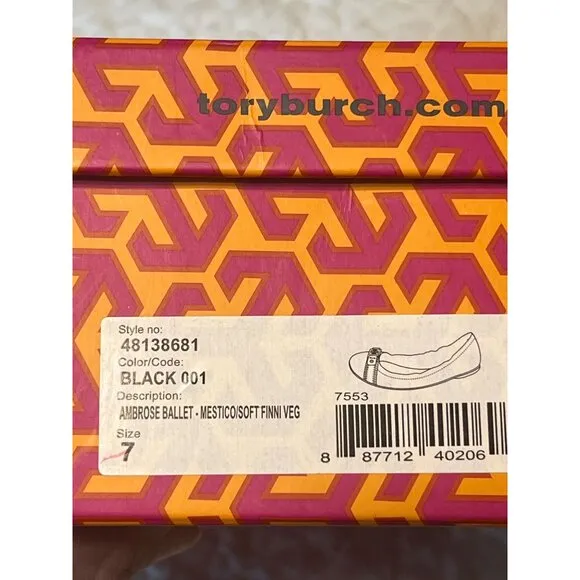 toryburch.com
Style no:
48138681
Color/Code:
BLACK 001
Description:
AMBROSE BALLET - MESTICO/SOFT FINNI VEG
Size
7
7553
8 87712 40206